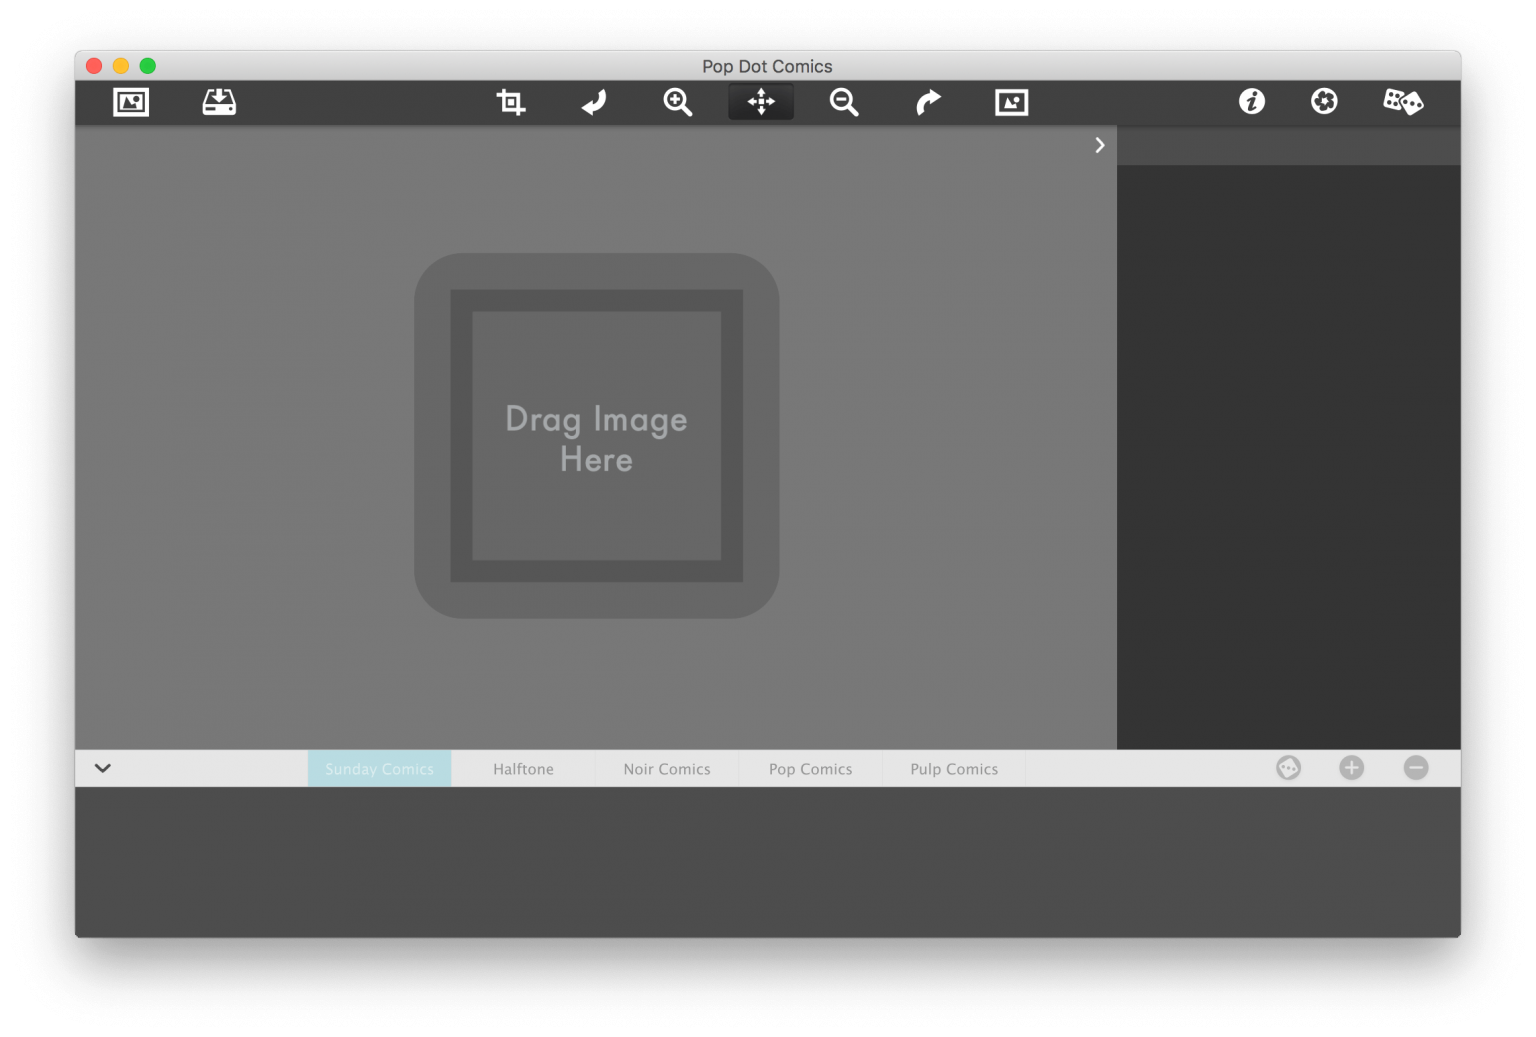 Pop Dot Comics
Drag Image
Here
Sunday Comics
Halftone
Noir Comics
Pop Comics
Pulp Comics